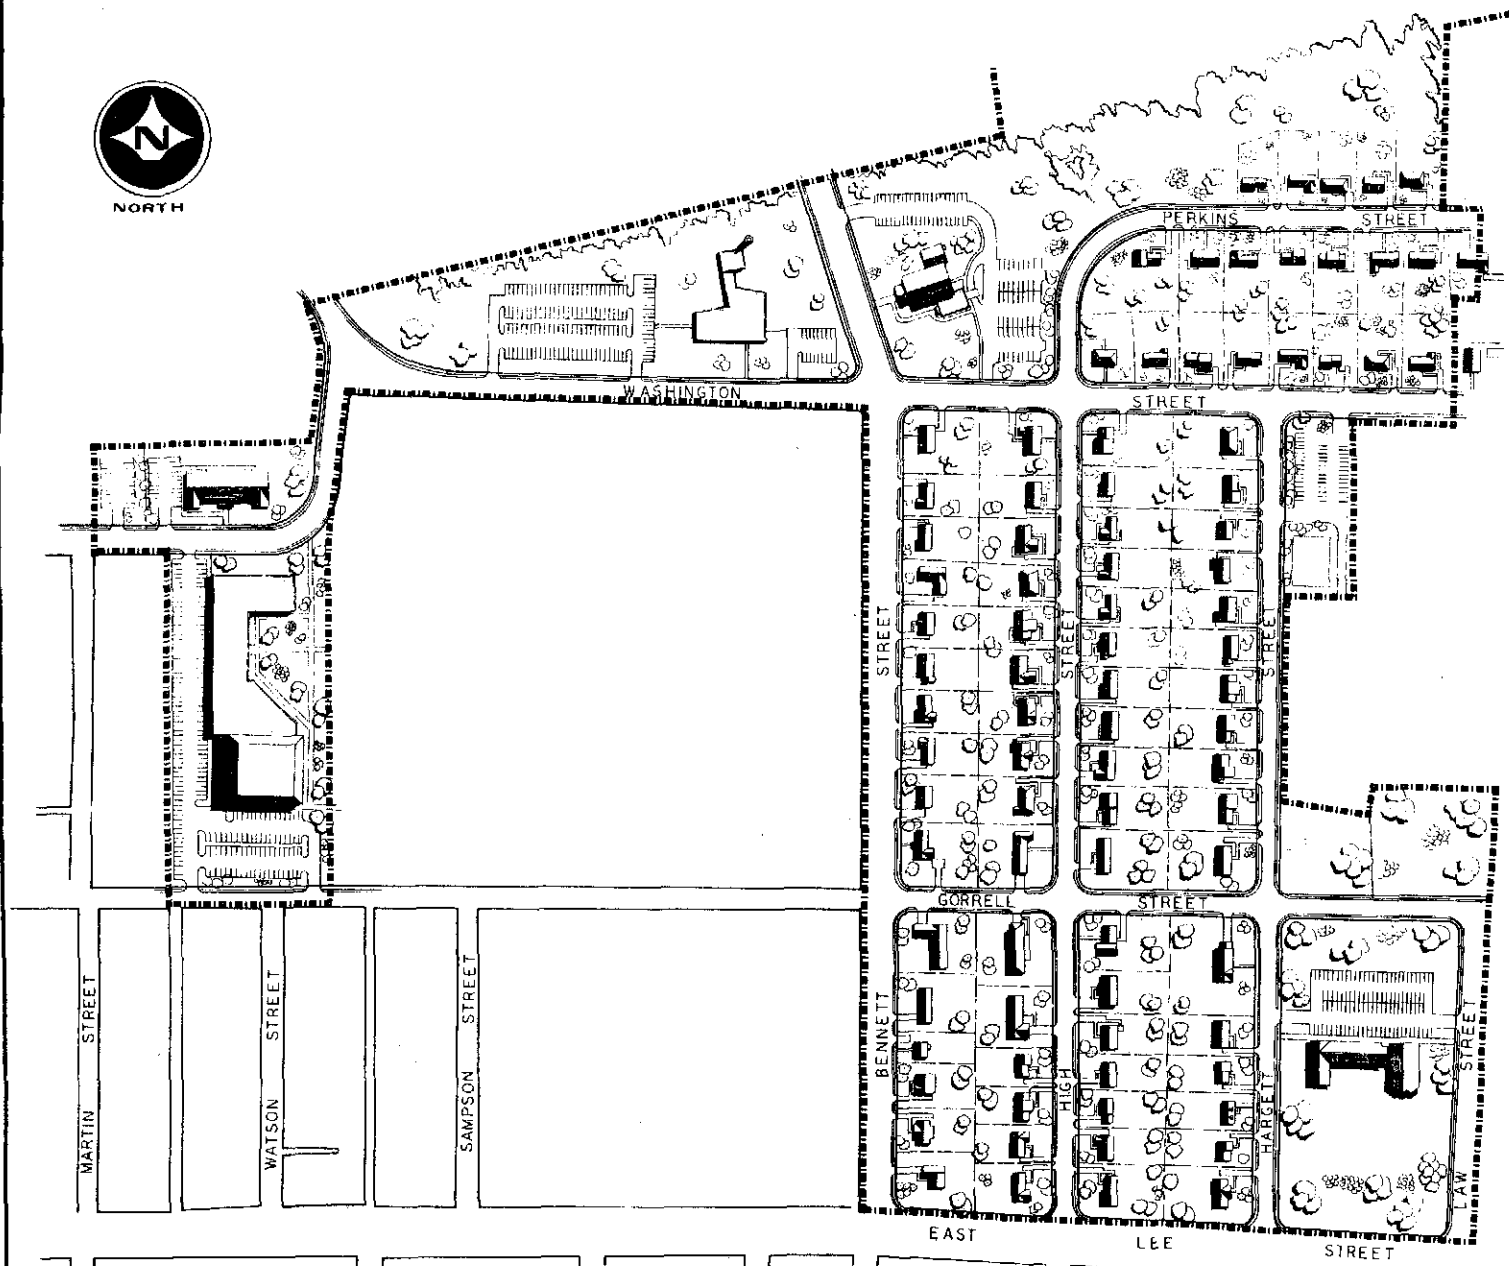 N
NORTH
PERKINS STREET
WASHINGTON STREET
STREET
STREET
STREET
GORRELL STREET
MARTIN STREET
WATSON STREET
SAMPSON STREET
BENNETT
HIGH
HARGETT
LAW STREET
EAST LEE STREET